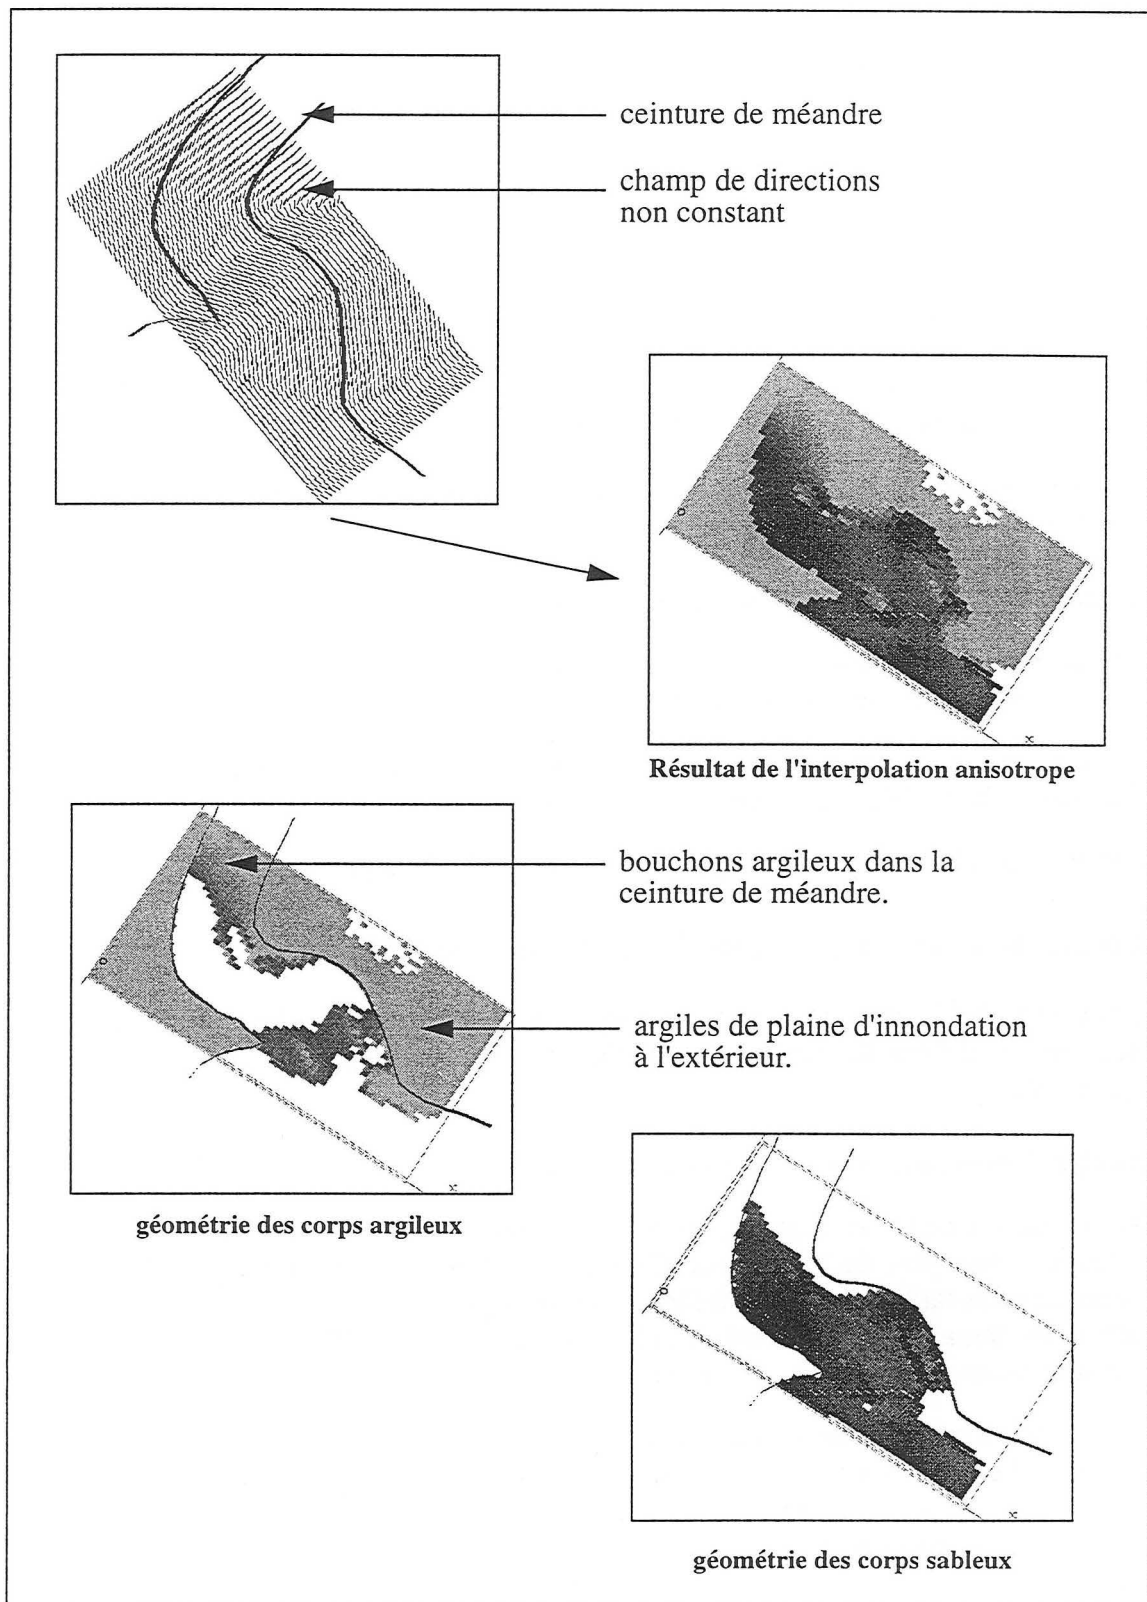 ceinture de méandre
champ de directions
non constant
o
x
Résultat de l'interpolation anisotrope
bouchons argileux dans la
ceinture de méandre.
o
argiles de plaine d'innondation
à l'extérieur.
x
géométrie des corps argileux
o
x
géométrie des corps sableux